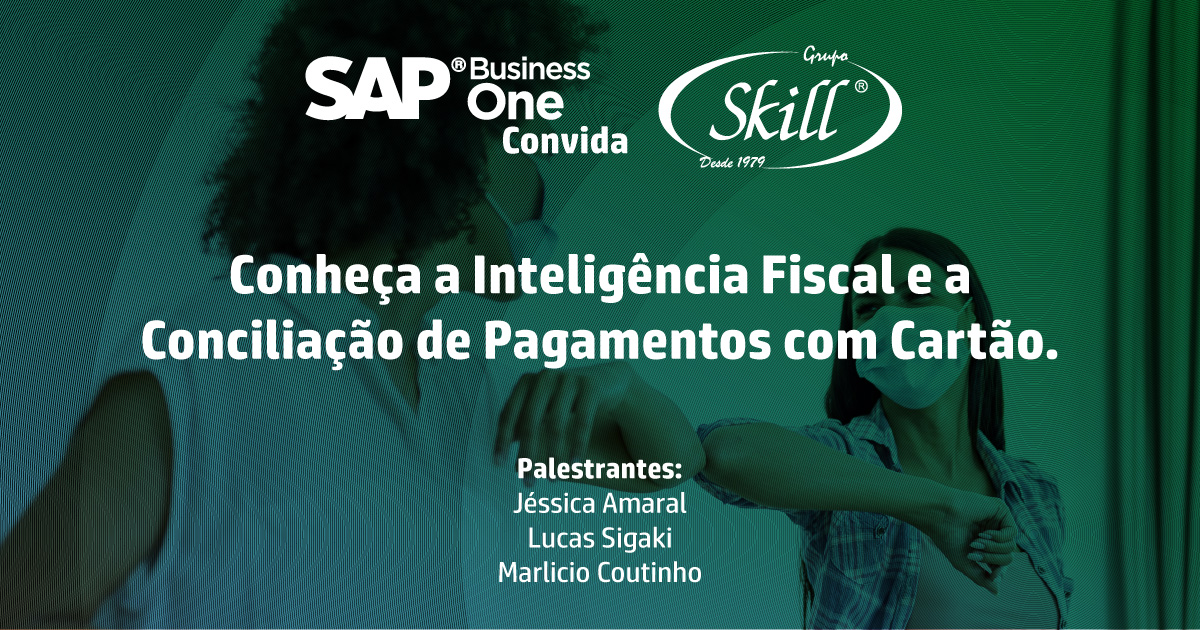 SAP® Business
One
Convida
Grupo
Skill®
Desde 1979
Conheça a Inteligência Fiscal e a
Conciliação de Pagamentos com Cartão.
Palestrantes:
Jéssica Amaral
Lucas Sigaki
Marlicio Coutinho